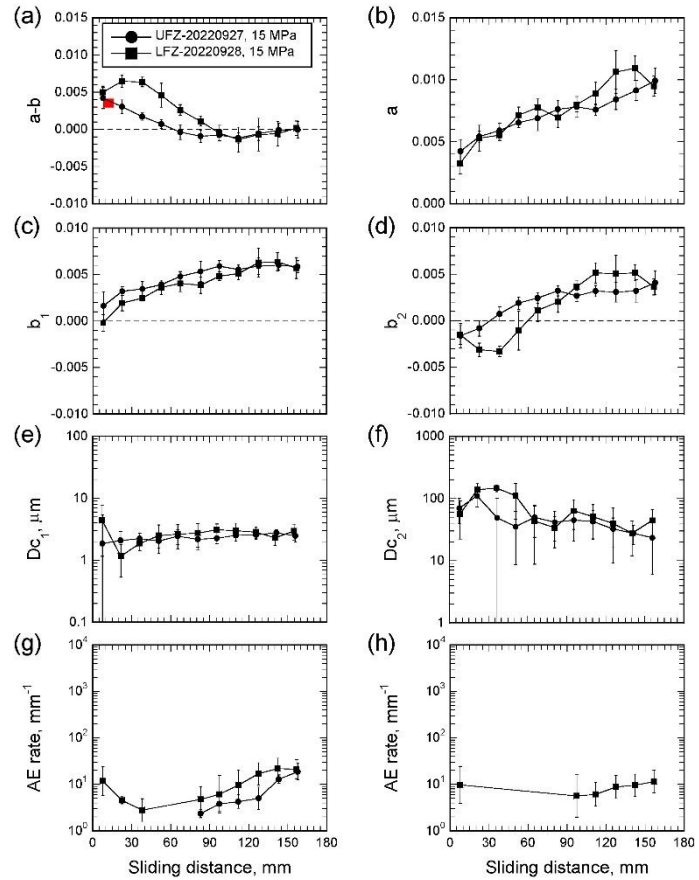 (a)
0.015
0.010
0.005
0.000
-0.005
-0.010
a-b
UFZ-20220927, 15 MPa
LFZ-20220928, 15 MPa
(b)
0.015
0.010
0.005
0.000
a
(c)
0.010
0.005
0.000
-0.005
-0.010
b1
(d)
0.010
0.005
0.000
-0.005
-0.010
b2
(e)
100
10
1
0.1
Dc1, μm
(f)
1000
100
10
1
Dc2, μm
(g)
10^4
10^3
10^2
10^1
10^0
AE rate, mm^-1
0 30 60 90 120 150 180
Sliding distance, mm
(h)
10^4
10^3
10^2
10^1
10^0
AE rate, mm^-1
0 30 60 90 120 150 180
Sliding distance, mm